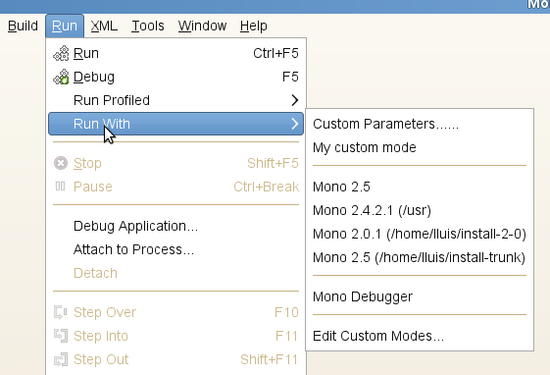 Mo
Build Run XML Tools Window Help
Run Ctrl+F5
Debug F5
Run Profiled
Run With
Stop Shift+F5
Pause Ctrl+Break
Debug Application...
Attach to Process...
Detach
Step Over F10
Step Into F11
Step Out Shift+F11
Custom Parameters......
My custom mode
Mono 2.5
Mono 2.4.2.1 (/usr)
Mono 2.0.1 (/home/lluis/install-2-0)
Mono 2.5 (/home/lluis/install-trunk)
Mono Debugger
Edit Custom Modes...